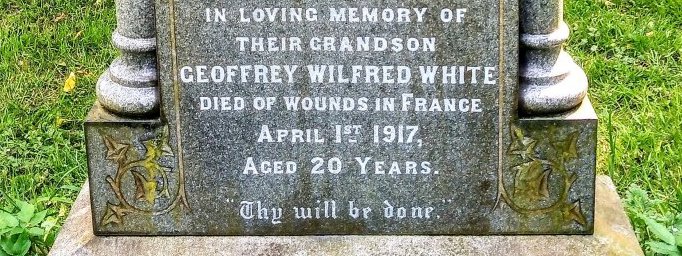 IN LOVING MEMORY OF
THEIR GRANDSON
GEOFFREY WILFRED WHITE
DIED OF WOUNDS IN FRANCE
APRIL 1ST 1917,
AGED 20 YEARS.
"Thy will be done."